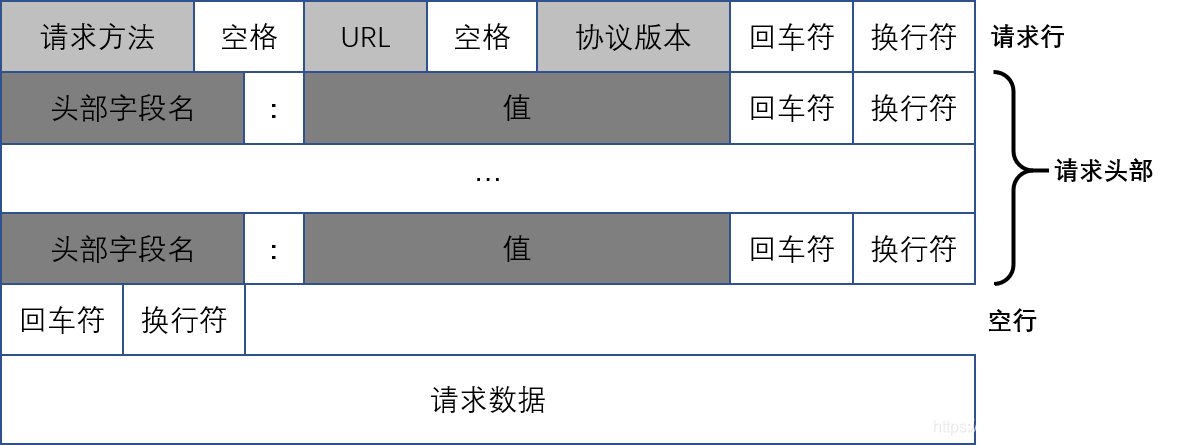 请求方法 空格 URL 空格 协议版本 回车符 换行符 请求行
头部字段名 : 值 回车符 换行符
… 请求头部
头部字段名 : 值 回车符 换行符
回车符 换行符 空行
请求数据
https:/